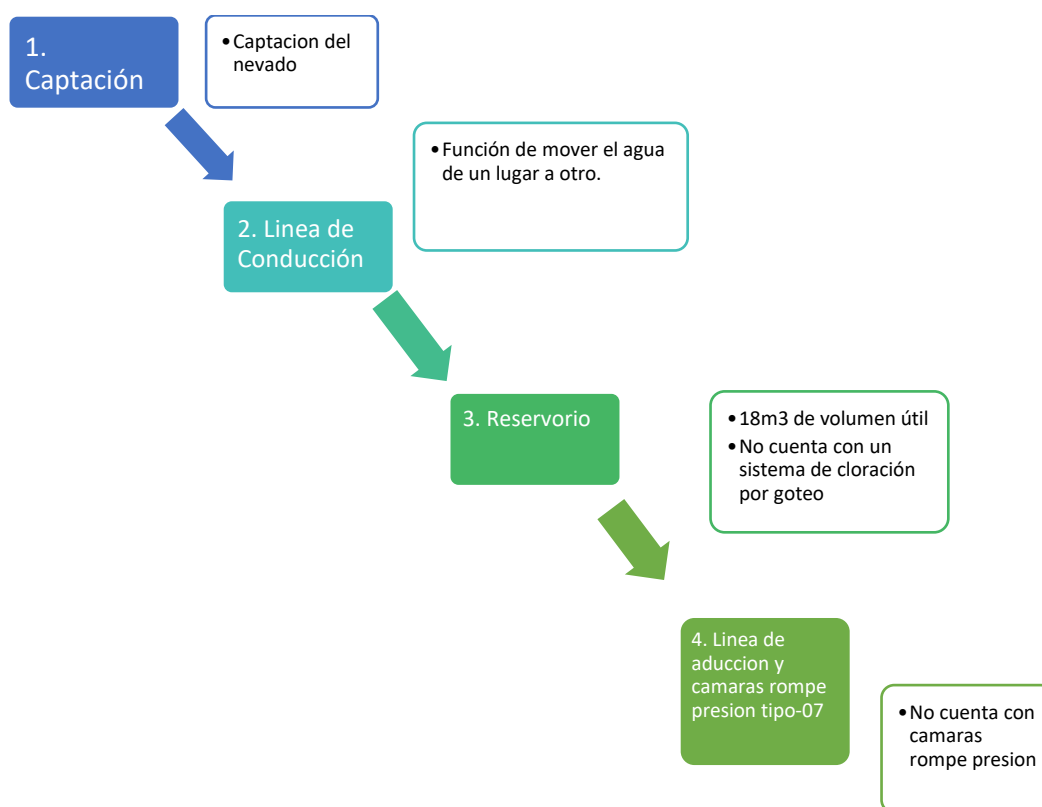 1.
Captación
•Captacion del
nevado
•Función de mover el agua
de un lugar a otro.
2. Linea de
Conducción
3. Reservorio
•18m3 de volumen útil
•No cuenta con un
sistema de cloración
por goteo
4. Linea de
aduccion y
camaras rompe
presion tipo-07
•No cuenta con
camaras
rompe presion